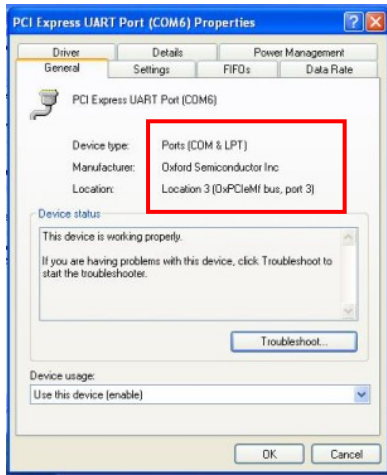 PCI Express UART Port (COM6) Properties
Driver
Details
Power Management
General
Settings
FIFOs
Data Rate
PCI Express UART Port (COM6)
Device type: Ports (COM & LPT)
Manufacturer: Oxford Semiconductor Inc
Location: Location 3 (OxPCIeMf bus, port 3)
Device status
This device is working properly.
If you are having problems with this device, click Troubleshoot to
start the troubleshooter.
Troubleshoot...
Device usage:
Use this device (enable)
OK
Cancel